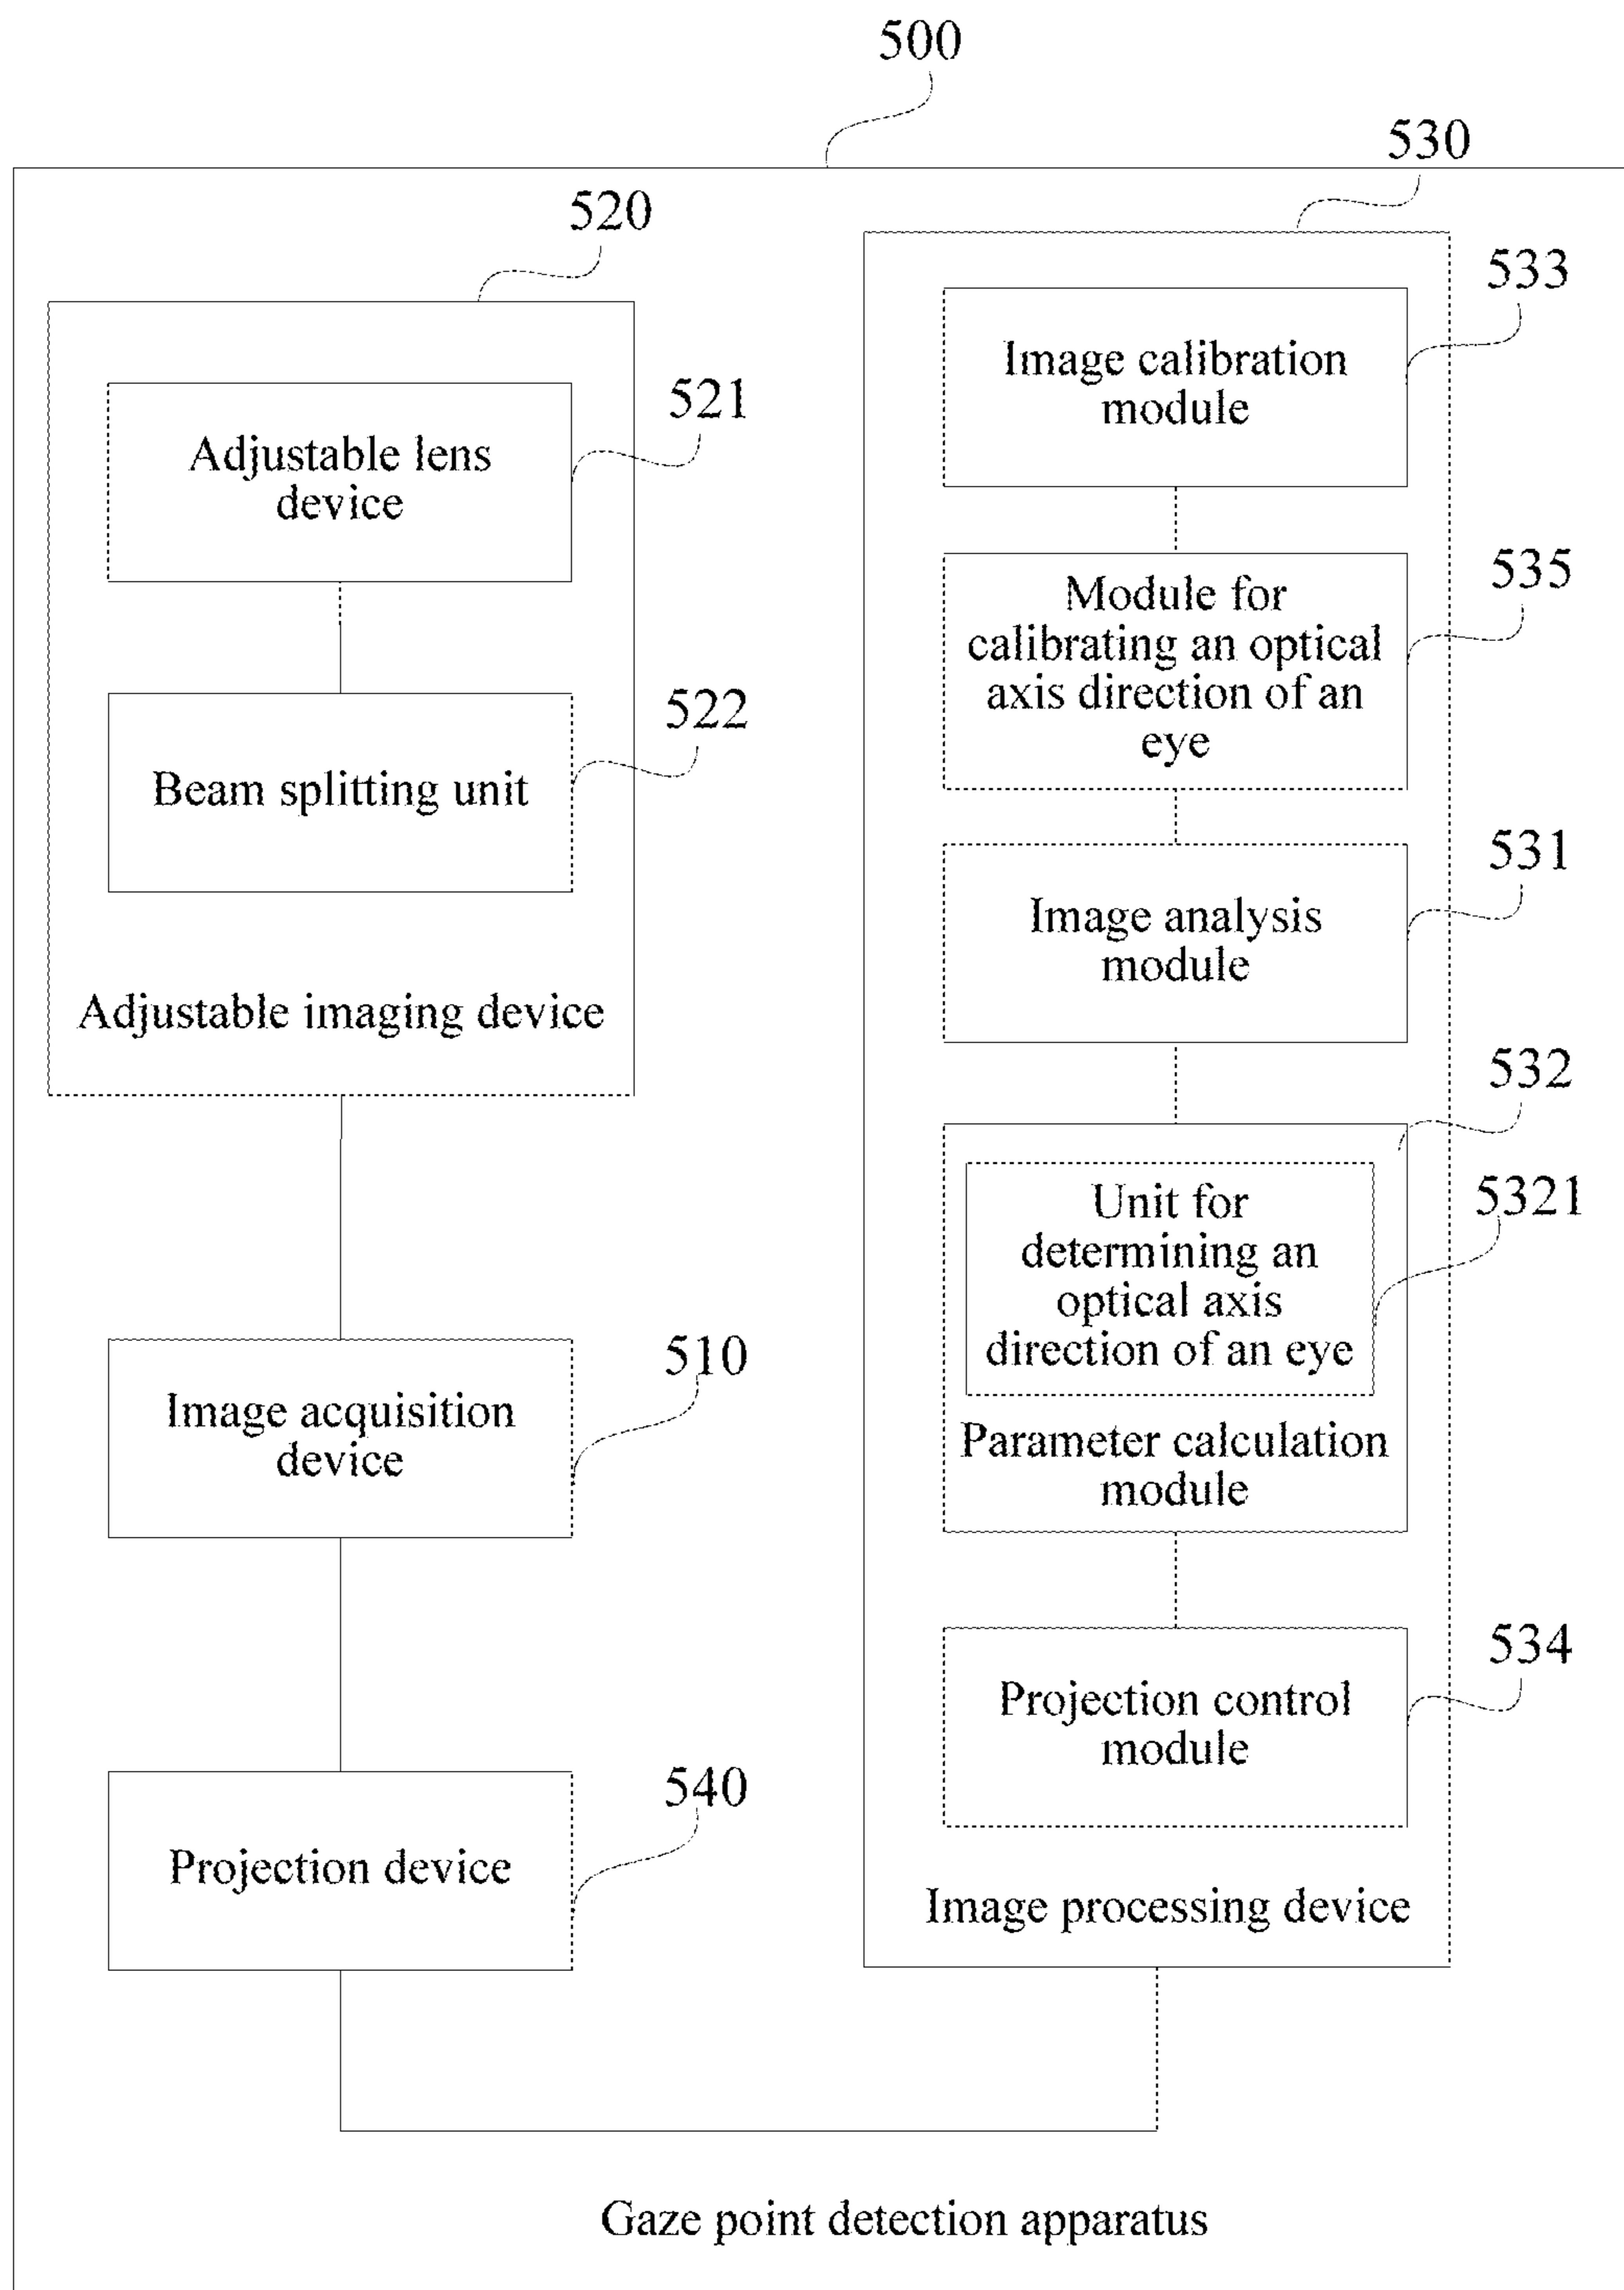 500
530
520
533
Image calibration
module
521
Adjustable lens
device
535
Module for
calibrating an optical
axis direction of an
eye
522
Beam splitting unit
531
Image analysis
module
Adjustable imaging device
532
5321
Unit for
determining an
optical axis
direction of an eye
Parameter calculation
module
510
Image acquisition
device
534
Projection control
module
540
Projection device
Image processing device
Gaze point detection apparatus